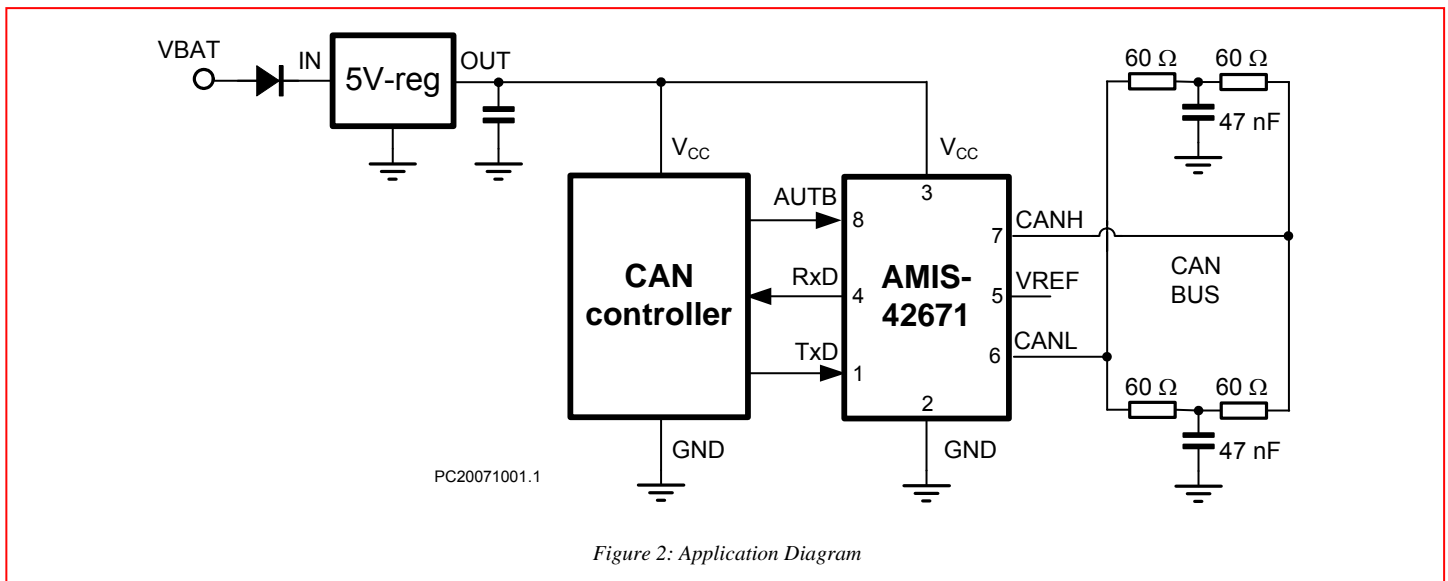 VBAT
IN
5V-reg
OUT
60 Ω
60 Ω
47 nF
VCC
VCC
CAN
controller
AUTB
RxD
TxD
8
4
1
3
AMIS-
42671
2
7
5
6
CANH
VREF
CANL
CAN
BUS
60 Ω
60 Ω
47 nF
GND
GND
PC20071001.1
Figure 2: Application Diagram